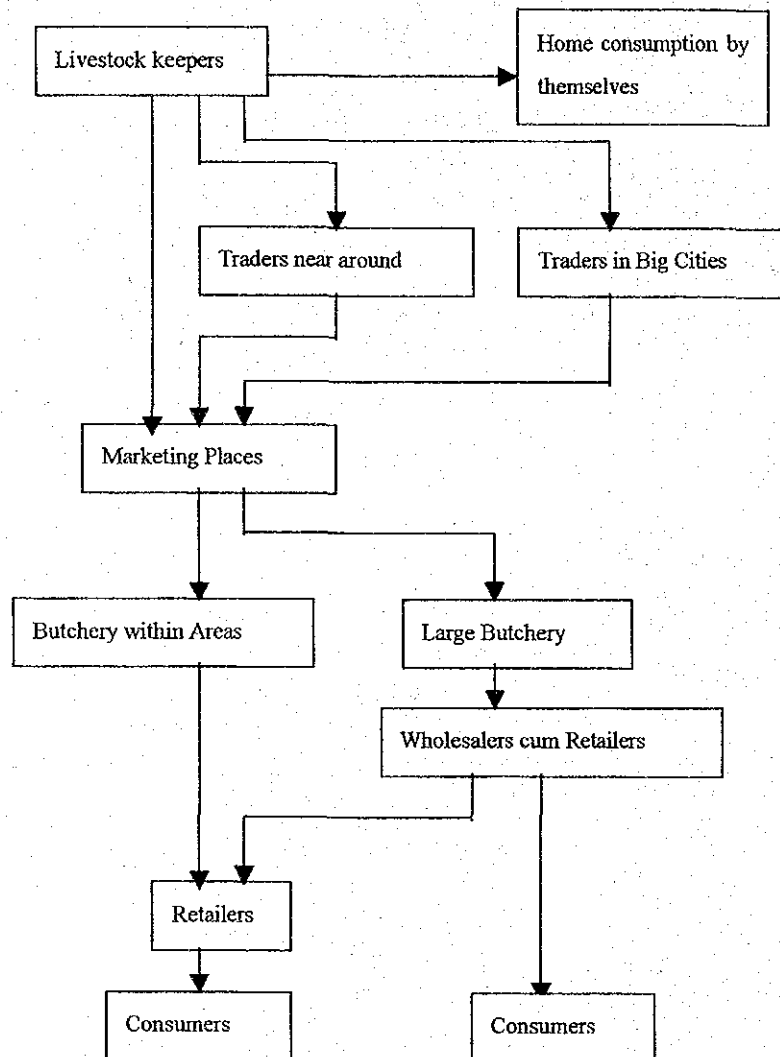 Livestock keepers
Home consumption by
themselves
Traders near around
Traders in Big Cities
Marketing Places
Butchery within Areas
Large Butchery
Wholesalers cum Retailers
Retailers
Consumers
Consumers